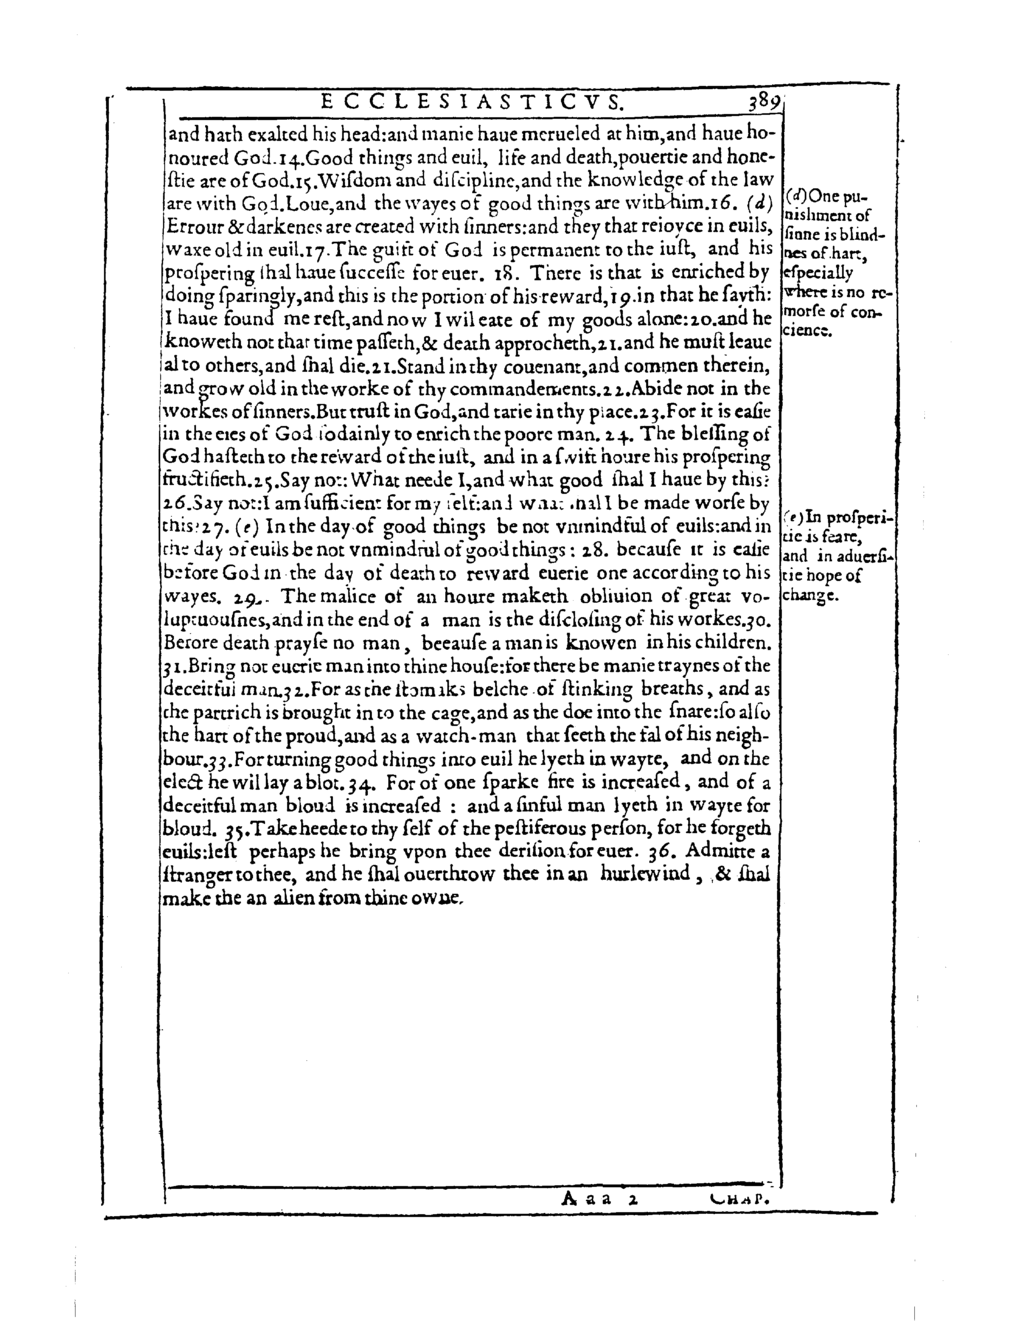 ECCLESIASTICVS. 389
and hath exalted his head:and manie haue merueled at him,and haue ho-
noured God.14.Good things and euil, life and death,pouertie and hone-
ſtie are of God.15.Wiſdom and diſcipline,and the knowledge of the law
are with God.Loue,and the wayes of good things are with him.16. (d)
Errour & darkenes are created with ſinners:and they that reioyce in euils,
waxe old in euil.17.The guift of God is permanent to the iuſt, and his
proſpering ſhal haue ſucceſſe for euer. 18. There is that is enriched by
doing ſparingly,and this is the portion of his reward,19.in that he ſayth:
I haue found me reſt,and now I wil eate of my goods alone:20.and he
knoweth not that time paſſeth,& death approcheth,21.and he muſt leaue
al to others,and ſhal die.21.Stand in thy couenant,and commen therein,
and grow old in the worke of thy commandements.22.Abide not in the
workes of ſinners.But truſt in God,and tarie in thy place.23.For it is eaſie
in the eies of God ſodainly to enrich the poore man. 24. The bleſſing of
God haſteth to the reward of the iuſt, and in a ſwift houre his proſpering
fructifieth.25.Say not: What neede I,and what good ſhal I haue by this?
26.Say not:I am ſufficient for my ſelf:and what ſhal I be made worſe by
this?27. (e) In the day of good things be not vnmindful of euils:and in
the day of euils be not vnmindful of good things: 28. becauſe it is eaſie
before God in the day of death to reward euerie one according to his
wayes. 29. The malice of an houre maketh obliuion of great vo-
luptuouſnes,and in the end of a man is the diſcloſing of his workes.30.
Before death prayſe no man, becauſe a man is knowen in his children.
31.Bring not euerie man into thine houſe:for there be manie traynes of the
deceitful man.32.For as the ſtomaks belche of ſtinking breaths, and as
the partrich is brought in to the cage,and as the doe into the ſnare:ſo alſo
the hart of the proud,and as a watch-man that ſeeth the fal of his neigh-
bour.33.For turning good things into euil he lyeth in wayte, and on the
elect he wil lay a blot.34. For of one ſparke fire is increaſed, and of a
deceitful man bloud is increaſed : and a ſinful man lyeth in wayte for
bloud. 35.Take heede to thy ſelf of the peſtiferous perſon, for he forgeth
euils:leſt perhaps he bring vpon thee deriſion for euer. 36. Admitte a
ſtranger to thee, and he ſhal ouerthrow thee in an hurlewind, & ſhal
make the an alien from thine owne.
(d)One pu-
nishment of
ſinne is blind-
nes of hart,
eſpecially
where is no re-
morſe of con-
cience.
(e)In proſperi-
tie is feare,
and in aduerſi-
tie hope of
change.
Aaa 2 CHAP.